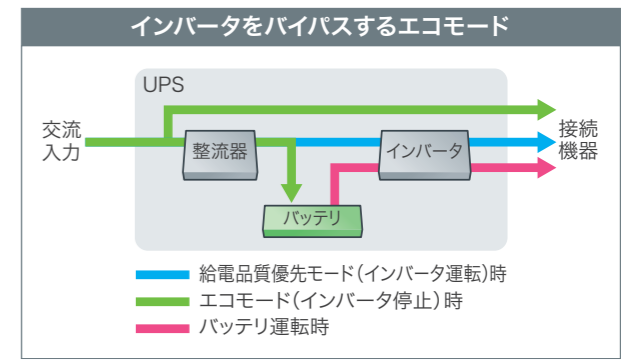 インバータをバイパスするエコモード
UPS
交流
入力
整流器
インバータ
接続
機器
バッテリ
給電品質優先モード(インバータ運転)時
エコモード(インバータ停止)時
バッテリ運転時